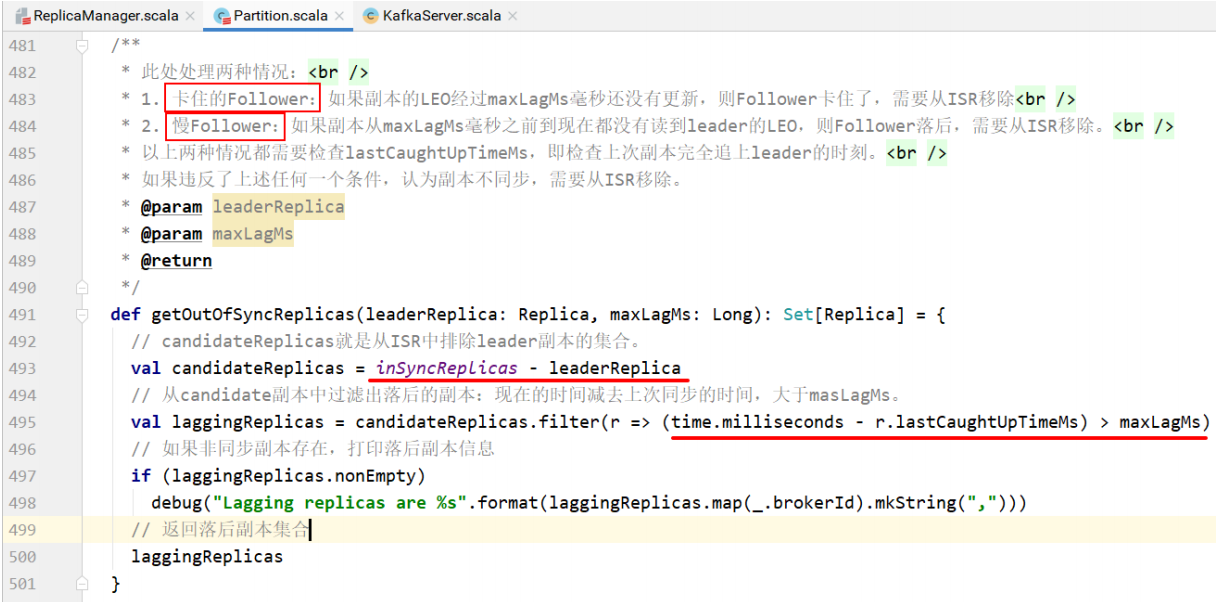 ReplicaManager.scala × Partition.scala × KafkaServer.scala ×
481 /**
482 * 此处处理两种情况：<br />
483 * 1. 卡住的Follower：如果副本的LEO经过maxLagMs毫秒还没有更新，则Follower卡住了，需要从ISR移除<br />
484 * 2. 慢Follower：如果副本从maxLagMs毫秒之前到现在都没有读到leader的LEO，则Follower落后，需要从ISR移除。<br />
485 * 以上两种情况都需要检查lastCaughtUpTimeMs，即检查上次副本完全追上leader的时刻。<br />
486 * 如果违反了上述任何一个条件，认为副本不同步，需要从ISR移除。
487 * @param leaderReplica
488 * @param maxLagMs
489 * @return
490 */
491 def getOutOfSyncReplicas(leaderReplica: Replica, maxLagMs: Long): Set[Replica] = {
492 // candidateReplicas就是从ISR中排除leader副本的集合。
493 val candidateReplicas = inSyncReplicas - leaderReplica
494 // 从candidate副本中过滤出落后的副本：现在的时间减去上次同步的时间，大于masLagMs。
495 val laggingReplicas = candidateReplicas.filter(r => (time.milliseconds - r.lastCaughtUpTimeMs) > maxLagMs)
496 // 如果非同步副本存在，打印落后副本信息
497 if (laggingReplicas.nonEmpty)
498 debug("Lagging replicas are %s".format(laggingReplicas.map(_.brokerId).mkString(",")))
499 // 返回落后副本集合
500 laggingReplicas
501 }